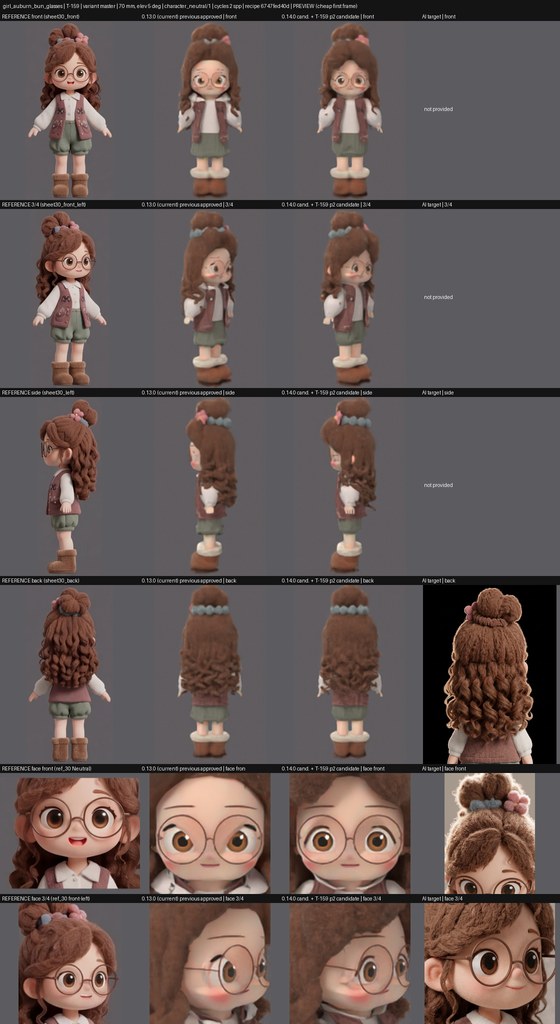 girl_auburn_bun_glasses | T-159 | variant master | 70 mm, elev 5 deg | character_neutral/1 | cycles 2 spp | recipe 6747fed40d | PREVIEW (cheap first frame)
REFERENCE front (sheet30_front) 0.13.0 (current) previous approved | front 0.14.0 cand. + T-159 p2 candidate | front AI target | front
not provided
REFERENCE 3/4 (sheet30_front_left) 0.13.0 (current) previous approved | 3/4 0.14.0 cand. + T-159 p2 candidate | 3/4 AI target | 3/4
not provided
REFERENCE side (sheet30_left) 0.13.0 (current) previous approved | side 0.14.0 cand. + T-159 p2 candidate | side AI target | side
not provided
REFERENCE back (sheet30_back) 0.13.0 (current) previous approved | back 0.14.0 cand. + T-159 p2 candidate | back AI target | back
REFERENCE face front (ref_30 Neutral) 0.13.0 (current) previous approved | face fron 0.14.0 cand. + T-159 p2 candidate | face front AI target | face front
REFERENCE face 3/4 (ref_30 front-left) 0.13.0 (current) previous approved | face 3/4 0.14.0 cand. + T-159 p2 candidate | face 3/4 AI target | face 3/4